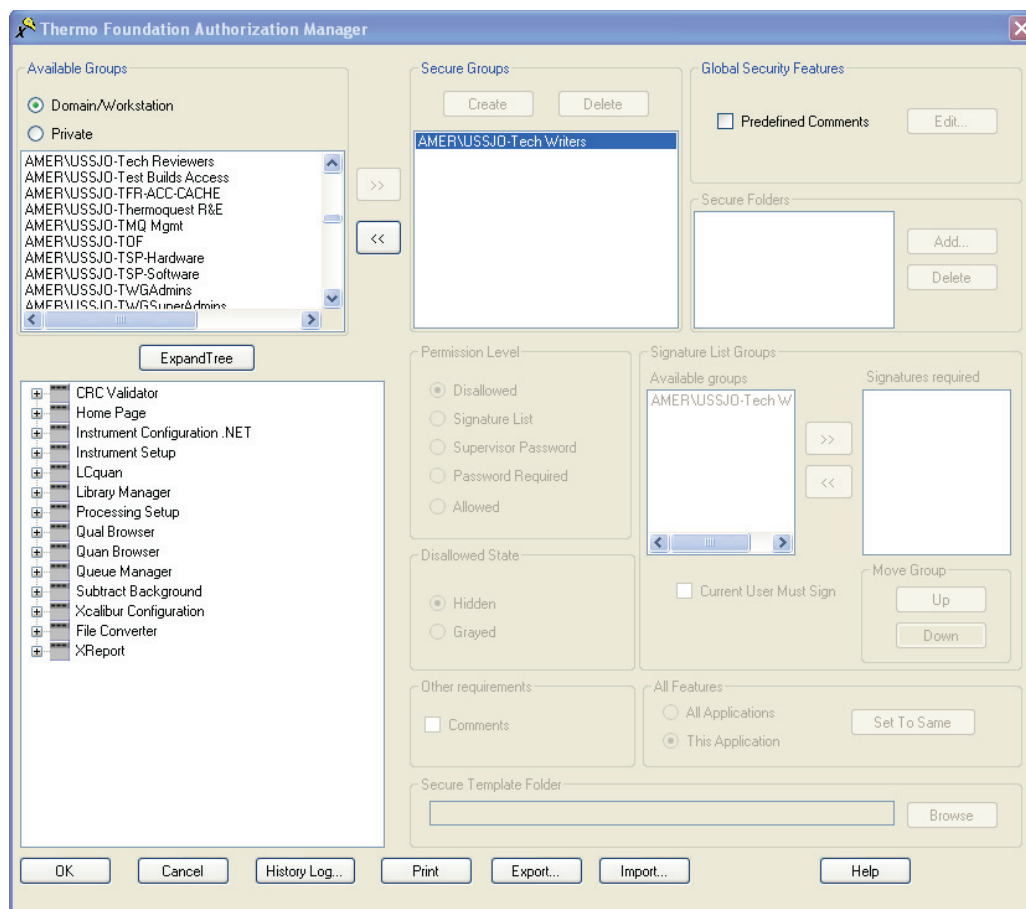 Thermo Foundation Authorization Manager
Available Groups
Domain/Workstation
Private
AMER\USSJO-Tech Reviewers
AMER\USSJO-Test Builds Access
AMER\USSJO-TFR-ACC-CACHE
AMER\USSJO-Thermoquest R&E
AMER\USSJO-TMQ Mgmt
AMER\USSJO-TOF
AMER\USSJO-TSP-Hardware
AMER\USSJO-TSP-Software
AMER\USSJO-TWGAdmins
AMER\USSJO-TWGSuperAdmins
>>
<<
Secure Groups
Create
Delete
AMER\USSJO-Tech Writers
Global Security Features
Predefined Comments
Edit...
Secure Folders
Add...
Delete
ExpandTree
CRC Validator
Home Page
Instrument Configuration .NET
Instrument Setup
LCquan
Library Manager
Processing Setup
Qual Browser
Quan Browser
Queue Manager
Subtract Background
Xcalibur Configuration
File Converter
XReport
Permission Level
Disallowed
Signature List
Supervisor Password
Password Required
Allowed
Disallowed State
Hidden
Grayed
Other requirements
Comments
Signature List Groups
Available groups
AMER\USSJO-Tech W
>>
<<
Signatures required
Current User Must Sign
Move Group
Up
Down
All Features
All Applications
This Application
Set To Same
Secure Template Folder
Browse
OK
Cancel
History Log...
Print
Export...
Import...
Help